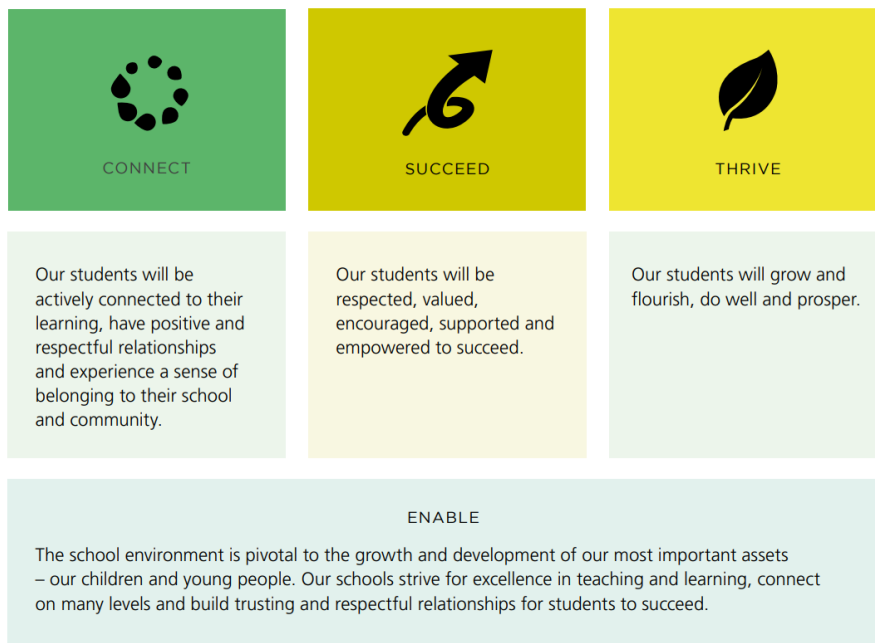 CONNECT
SUCCEED
THRIVE
Our students will be
actively connected to their
learning, have positive and
respectful relationships
and experience a sense of
belonging to their school
and community.
Our students will be
respected, valued,
encouraged, supported and
empowered to succeed.
Our students will grow and
flourish, do well and prosper.
ENABLE
The school environment is pivotal to the growth and development of our most important assets
– our children and young people. Our schools strive for excellence in teaching and learning, connect
on many levels and build trusting and respectful relationships for students to succeed.